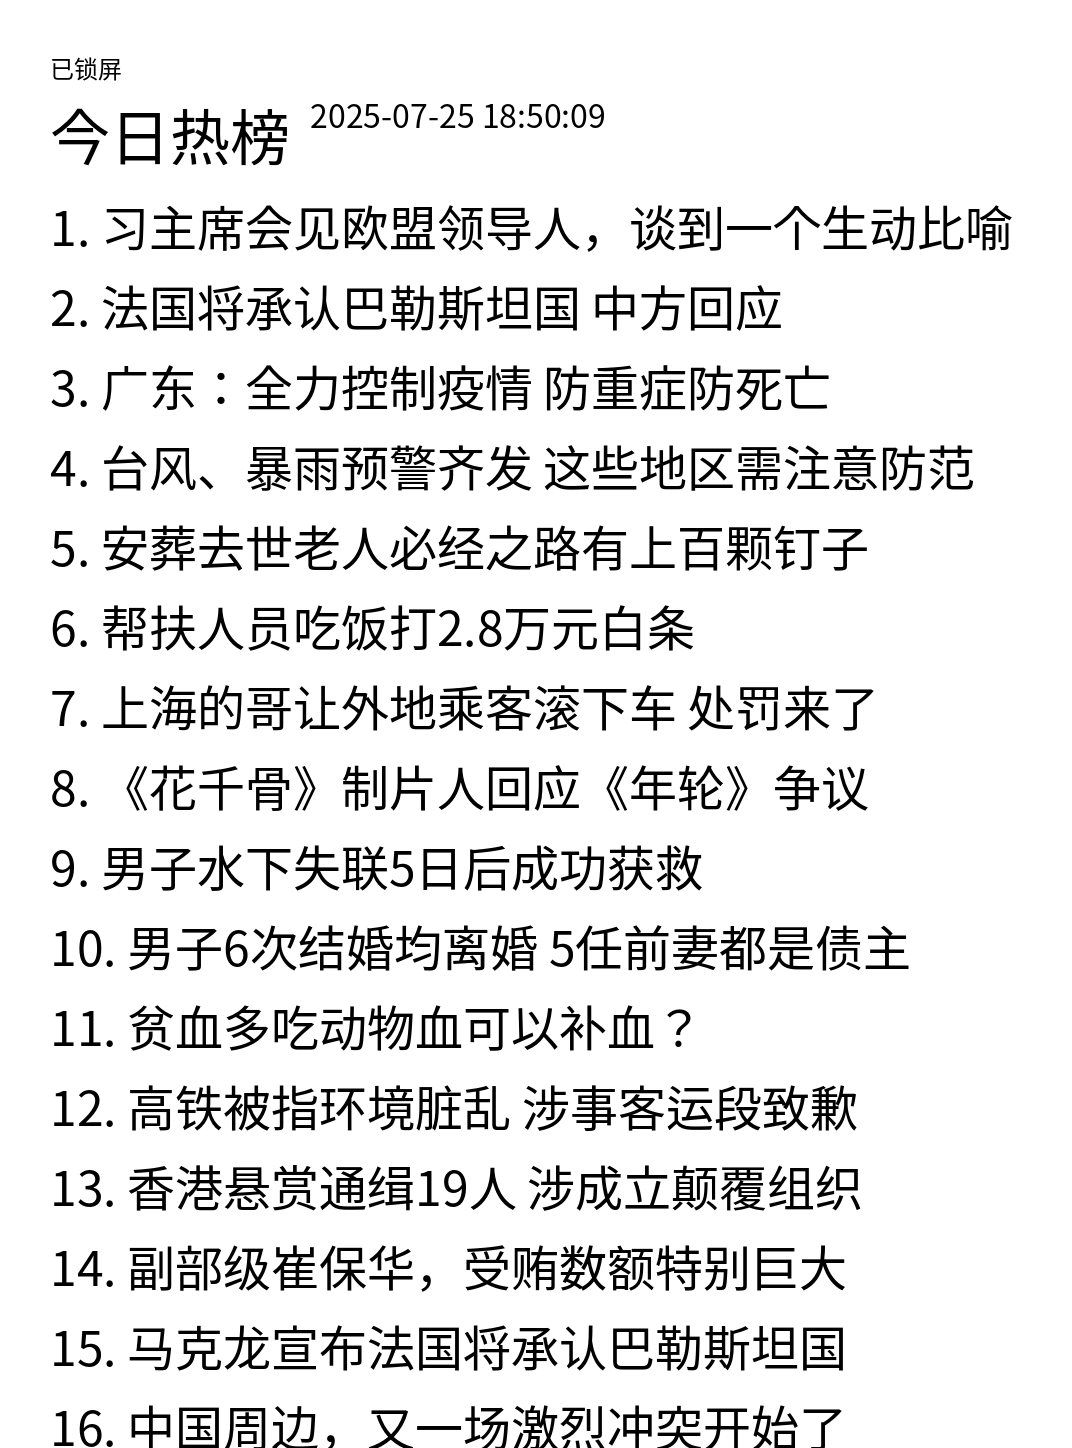 已锁屏
今日热榜 2025-07-25 18:50:09
1. 习主席会见欧盟领导人，谈到一个生动比喻
2. 法国将承认巴勒斯坦国 中方回应
3. 广东：全力控制疫情 防重症防死亡
4. 台风、暴雨预警齐发 这些地区需注意防范
5. 安葬去世老人必经之路有上百颗钉子
6. 帮扶人员吃饭打2.8万元白条
7. 上海的哥让外地乘客滚下车 处罚来了
8. 《花千骨》制片人回应《年轮》争议
9. 男子水下失联5日后成功获救
10. 男子6次结婚均离婚 5任前妻都是债主
11. 贫血多吃动物血可以补血？
12. 高铁被指环境脏乱 涉事客运段致歉
13. 香港悬赏通缉19人 涉成立颠覆组织
14. 副部级崔保华，受贿数额特别巨大
15. 马克龙宣布法国将承认巴勒斯坦国
16. 中国周边，又一场激烈冲突开始了